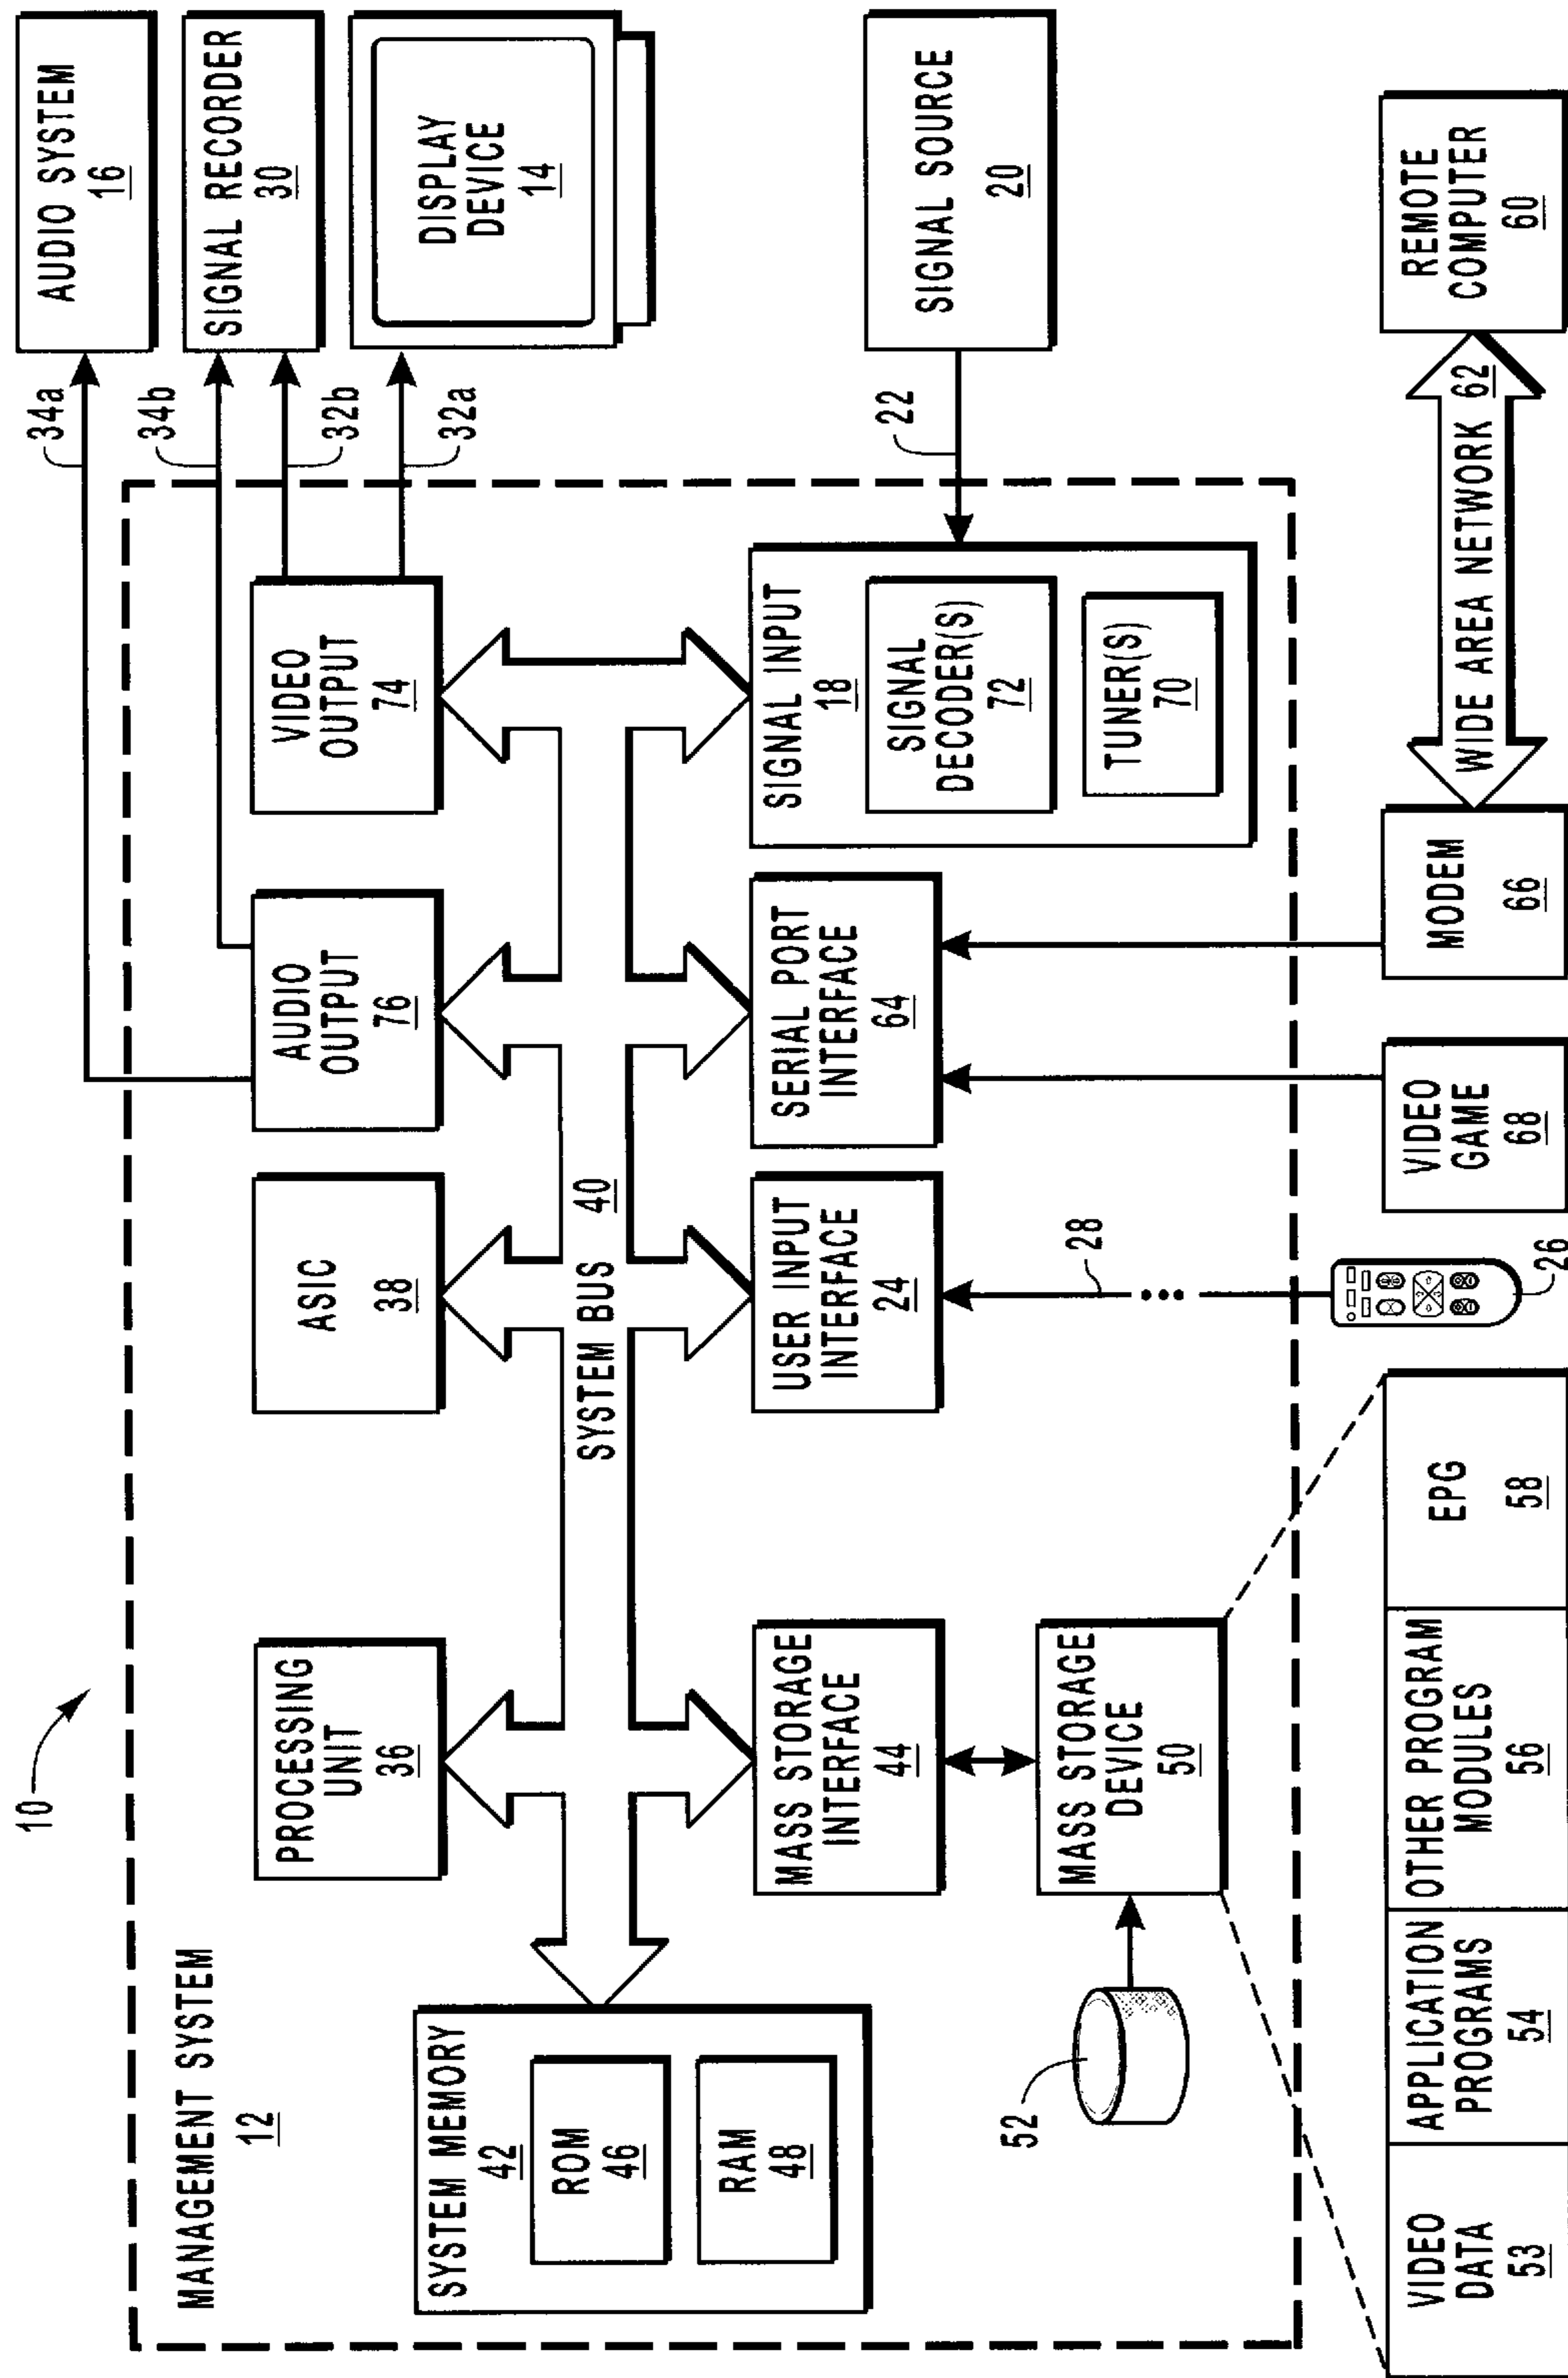 10
MANAGEMENT SYSTEM
12
34a
34b
32b
32a
AUDIO SYSTEM
16
SIGNAL RECORDER
30
DISPLAY
DEVICE
14
PROCESSING
UNIT
36
ASIC
38
AUDIO
OUTPUT
76
VIDEO
OUTPUT
74
SYSTEM MEMORY
42
ROM
46
RAM
48
SYSTEM BUS
40
MASS STORAGE
INTERFACE
44
USER INPUT
INTERFACE
24
SERIAL PORT
INTERFACE
64
SIGNAL INPUT
18
SIGNAL
DECODER(S)
72
TUNER(S)
70
22
SIGNAL SOURCE
20
52
MASS STORAGE
DEVICE
50
28
26
VIDEO
DATA
53
APPLICATION
PROGRAMS
54
OTHER PROGRAM
MODULES
56
EPG
58
VIDEO
GAME
68
MODEM
66
WIDE AREA NETWORK 62
REMOTE
COMPUTER
60